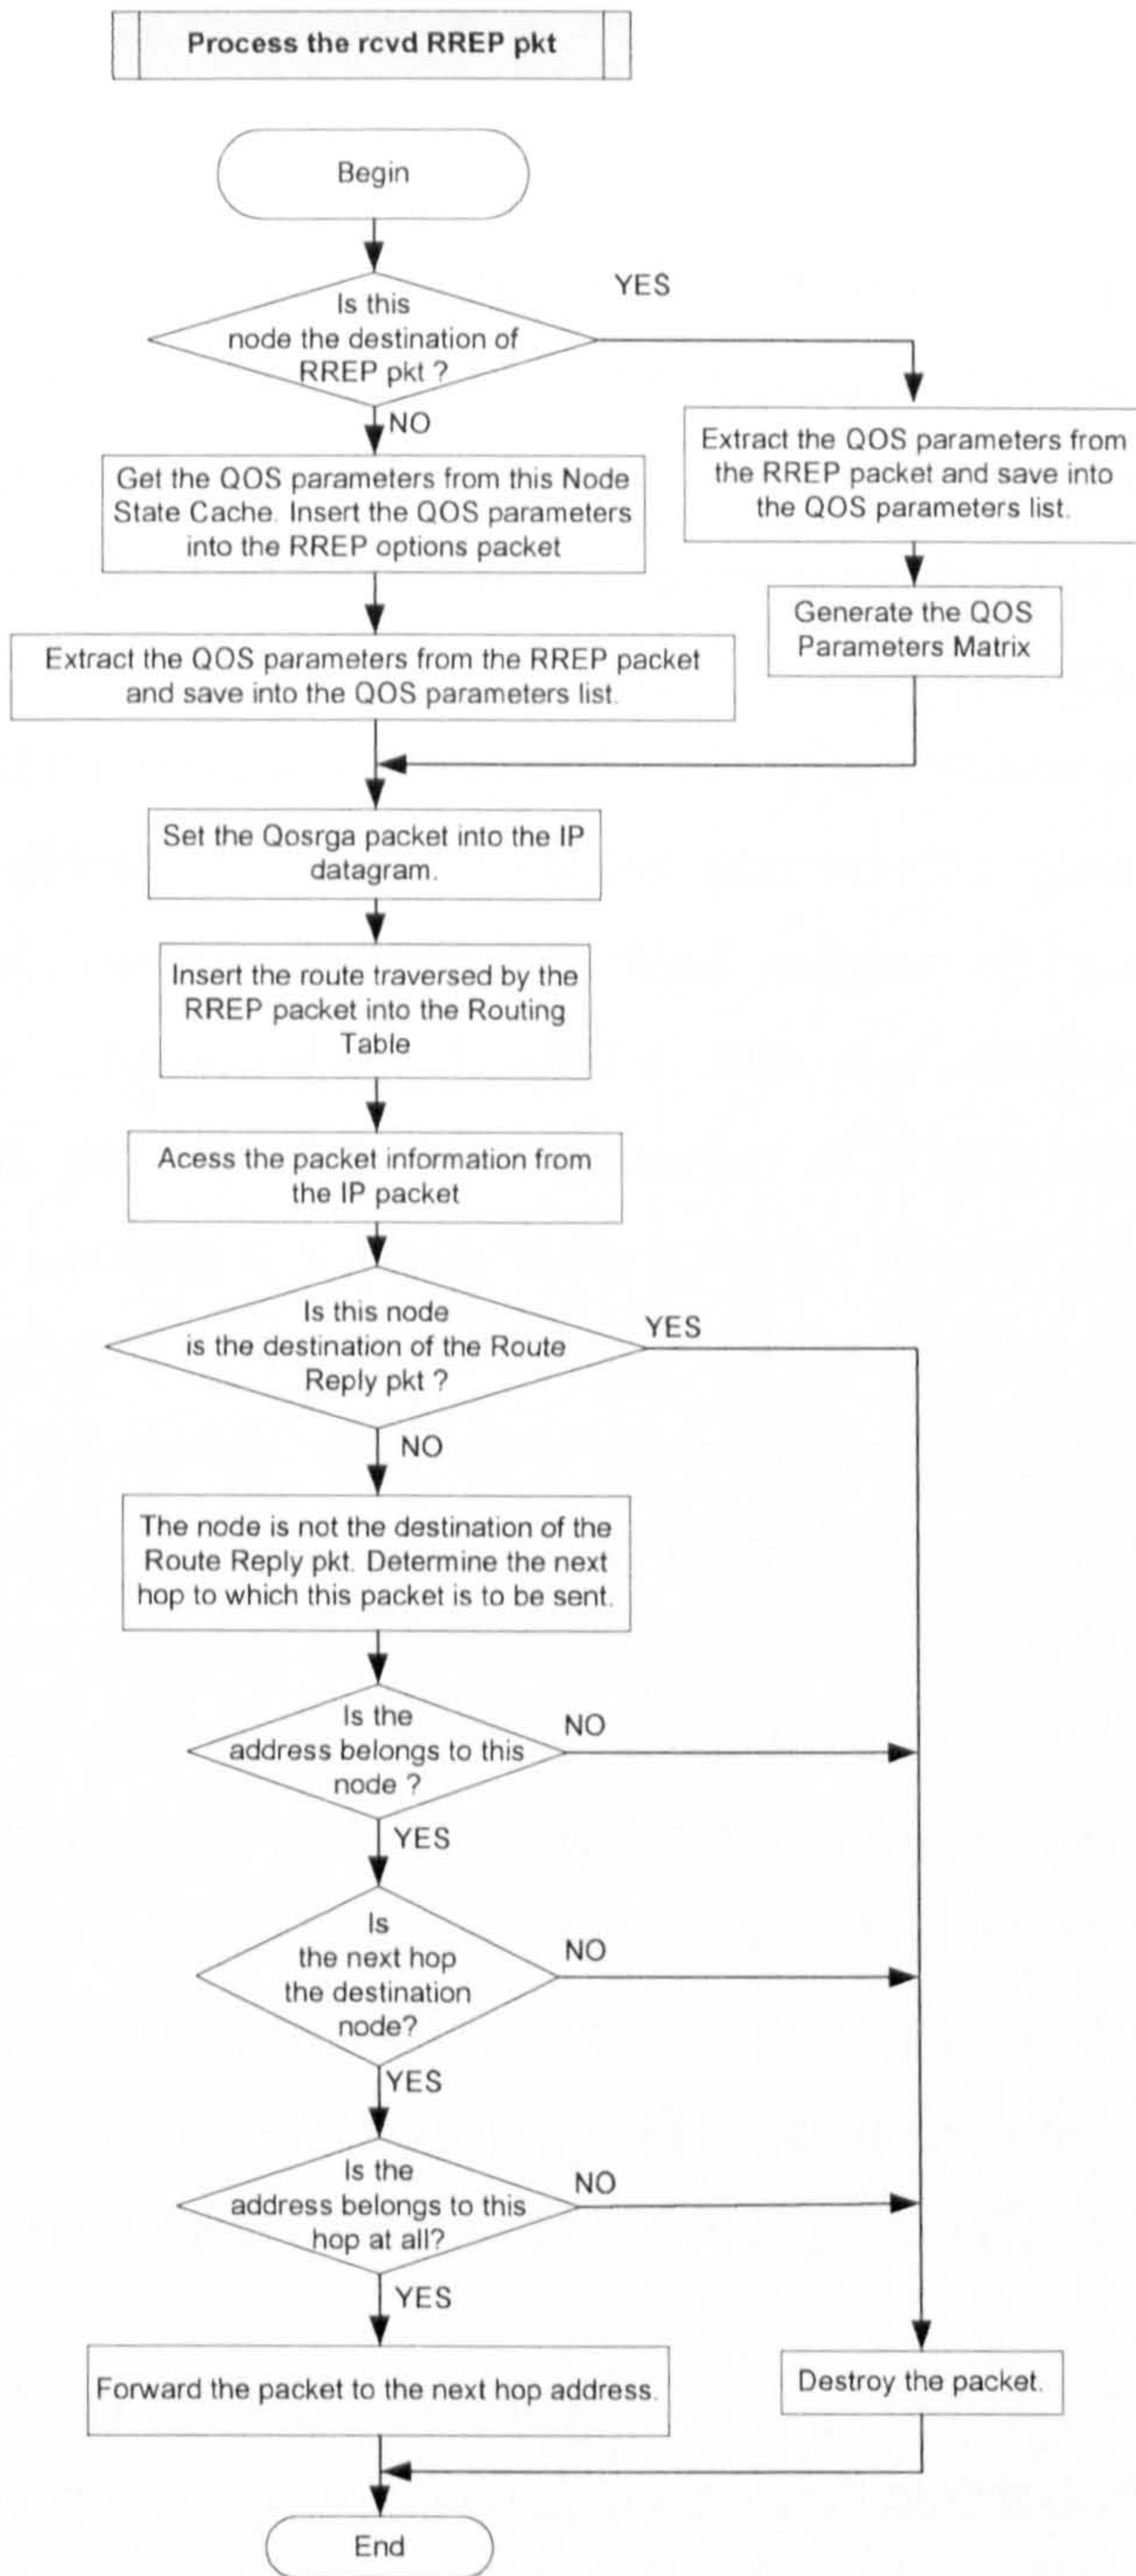 Process the rcvd RREP pkt
Begin
Is this
node the destination of
RREP pkt ?
YES
NO
Get the QOS parameters from this Node
State Cache. Insert the QOS parameters
into the RREP options packet
Extract the QOS parameters from
the RREP packet and save into
the QOS parameters list.
Generate the QOS
Parameters Matrix
Extract the QOS parameters from the RREP packet
and save into the QOS parameters list.
Set the Qosrga packet into the IP
datagram.
Insert the route traversed by the
RREP packet into the Routing
Table
Acess the packet information from
the IP packet
Is this node
is the destination of the Route
Reply pkt ?
YES
NO
The node is not the destination of the
Route Reply pkt. Determine the next
hop to which this packet is to be sent.
Is the
address belongs to this
node ?
NO
YES
Is
the next hop
the destination
node?
NO
YES
Is the
address belongs to this
hop at all?
NO
YES
Forward the packet to the next hop address.
Destroy the packet.
End